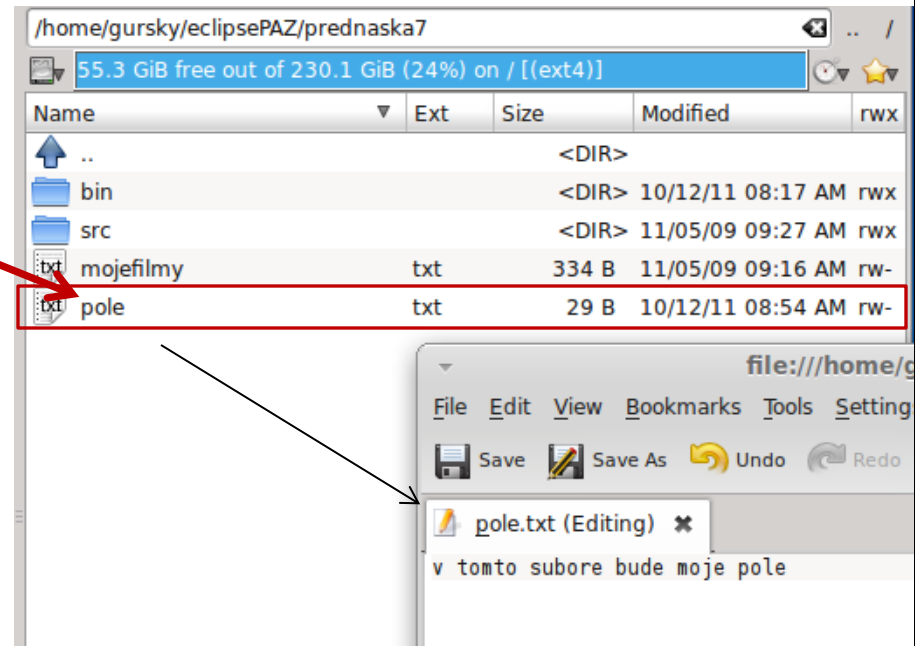 /home/gursky/eclipsePAZ/prednaska7 .. /
55.3 GiB free out of 230.1 GiB (24%) on / [(ext4)]
Name Ext Size Modified rwx
.. <DIR>
bin <DIR> 10/12/11 08:17 AM rwx
src <DIR> 11/05/09 09:27 AM rwx
txt mojefilmy txt 334 B 11/05/09 09:16 AM rw-
txt pole txt 29 B 10/12/11 08:54 AM rw-
file:///home/g
File Edit View Bookmarks Tools Setting
Save Save As Undo Redo
pole.txt (Editing)
v tomto subore bude moje pole